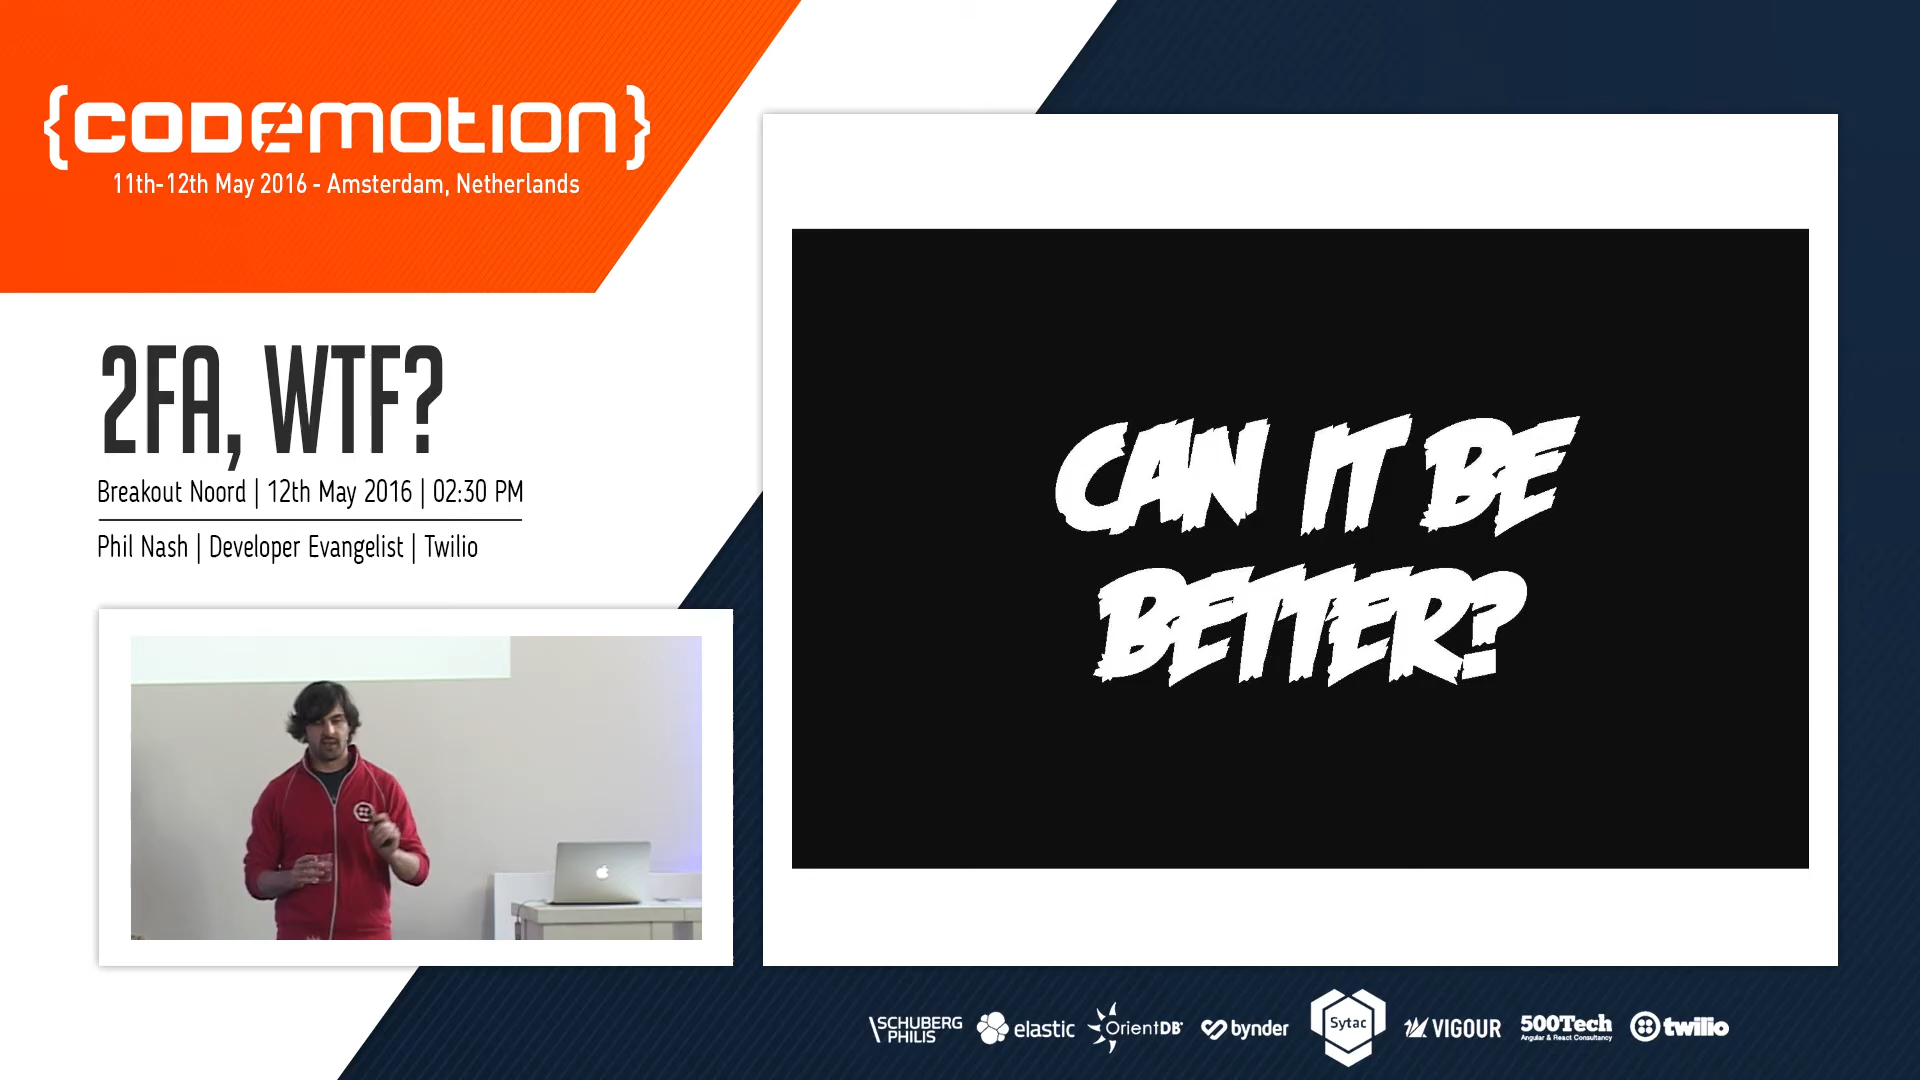 {CODEMOTION}
11th-12th May 2016 - Amsterdam, Netherlands
2FA, WTF?
Breakout Noord | 12th May 2016 | 02:30 PM
Phil Nash | Developer Evangelist | Twilio
CAN IT BE
BETTER?
SCHUBERG
PHILIS
elastic
OrientDB
bynder
Sytac
VIGOUR
500Tech
Angular & React Consultancy
twilio